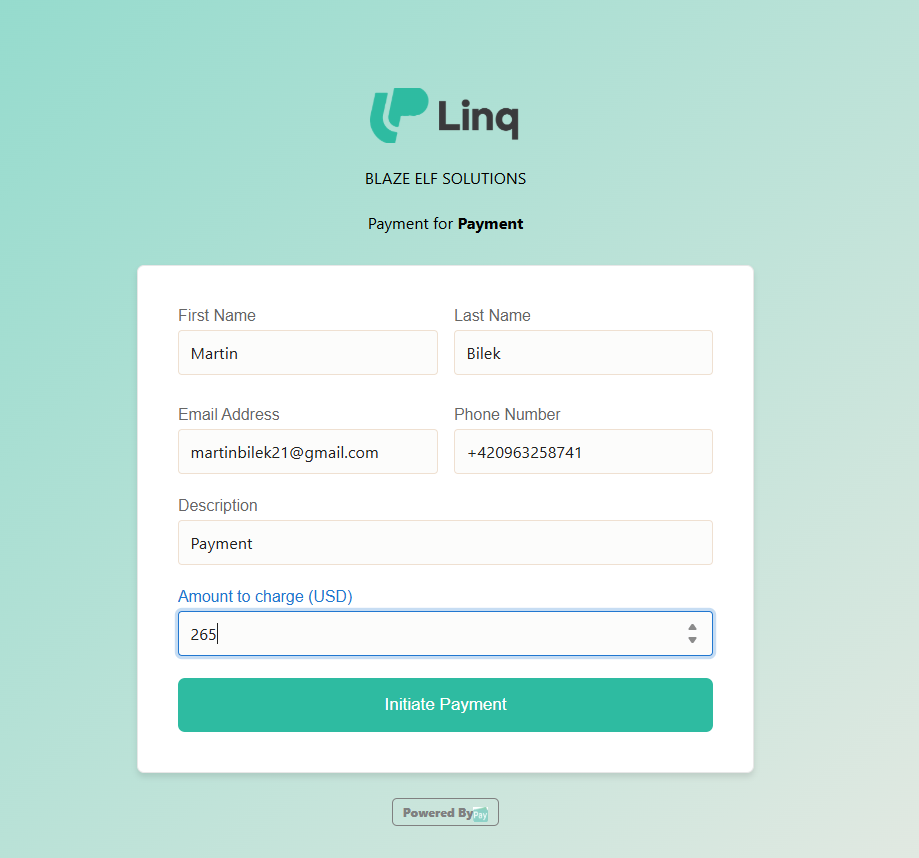 Linq
BLAZE ELF SOLUTIONS
Payment for Payment
First Name
Last Name
Martin
Bilek
Email Address
Phone Number
martinbilek21@gmail.com
+420963258741
Description
Payment
Amount to charge (USD)
265
Initiate Payment
Powered By Pay